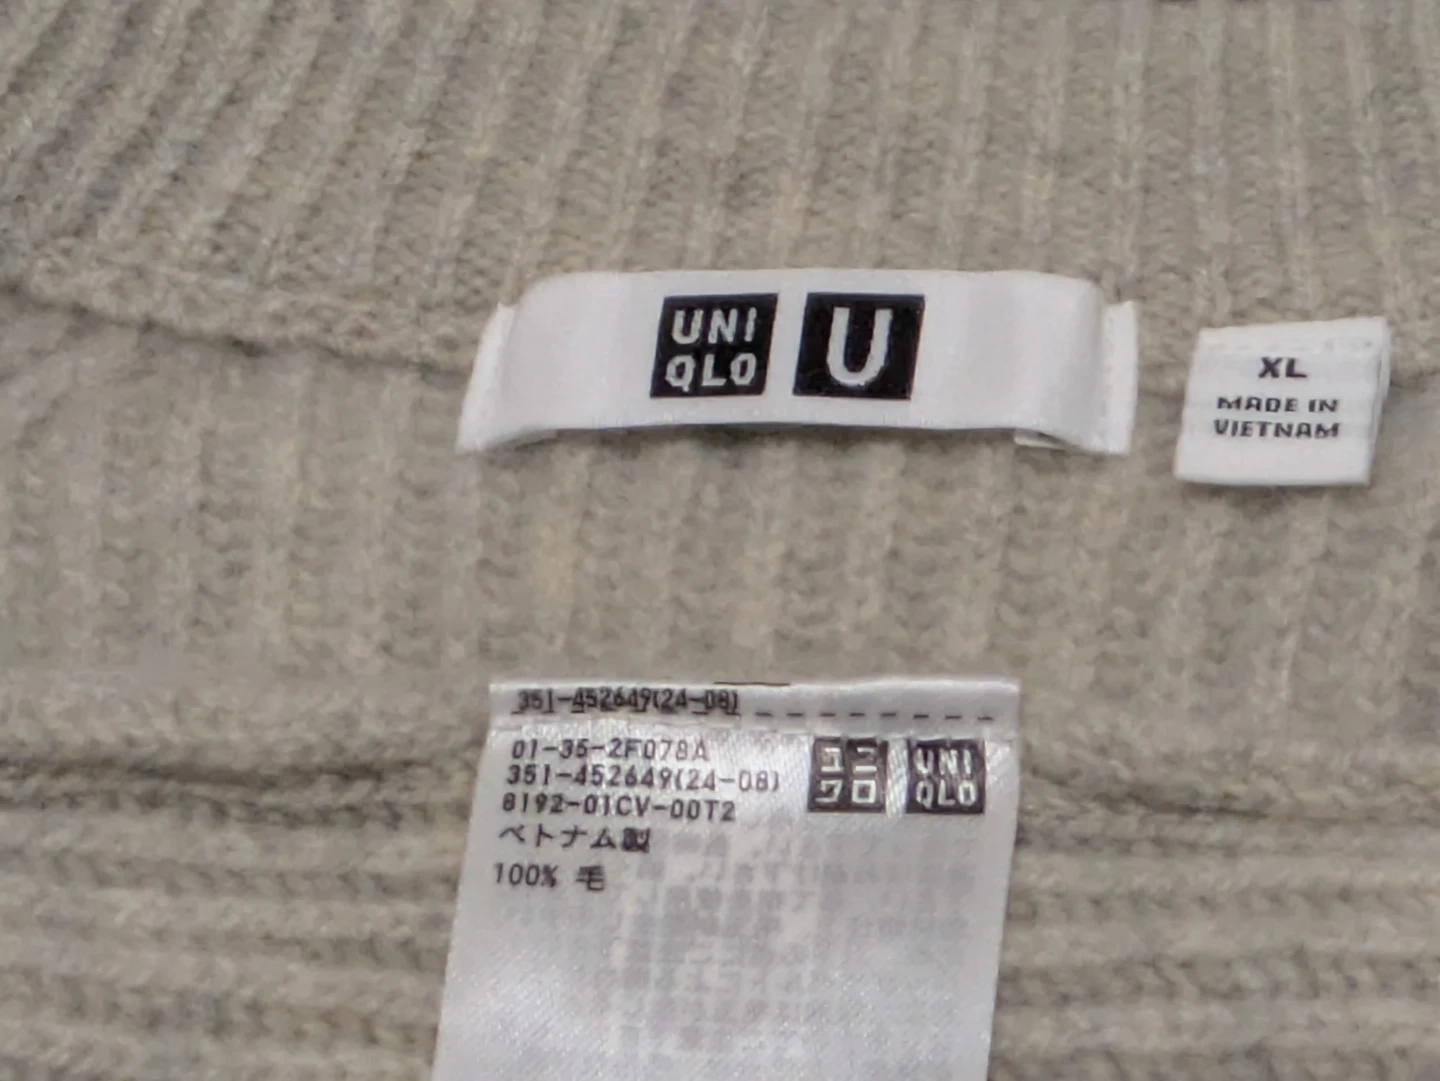 UNI
QLO
U
XL
MADE IN
VIETNAM
351-452649(24-08)
01-35-2F078A
351-452649(24-08)
8192-01CV-00T2
ベトナム製
100% 毛
ユニ
クロ
UNI
QLO